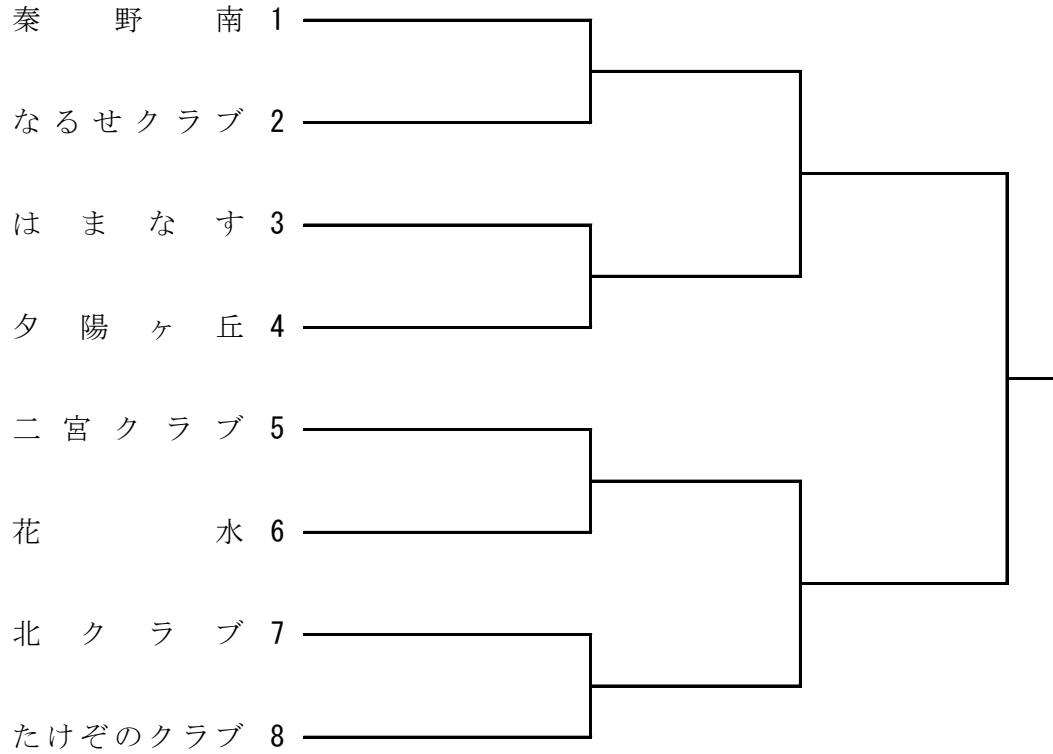 秦野南 1
なるせクラブ 2
はまなす 3
夕陽ヶ丘 4
二宮クラブ 5
花水 6
北クラブ 7
たけぞのクラブ 8